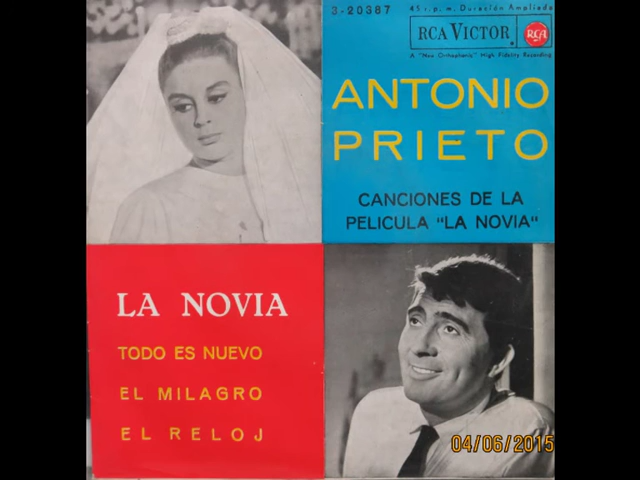 3-20387
45 r. p. m. Duración Ampliada
RCA VICTOR
RCA
A "New Orthophonic" High Fidelity Recording
ANTONIO
PRIETO
CANCIONES DE LA
PELICULA "LA NOVIA"
LA NOVIA
TODO ES NUEVO
EL MILAGRO
EL RELOJ
04/06/2015